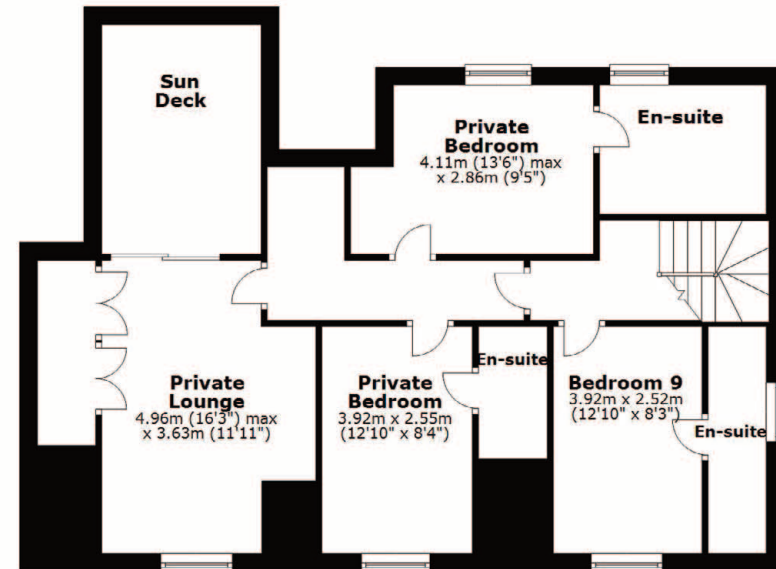 Sun
Deck
Private
Bedroom
4.11m (13'6") max
x 2.86m (9'5")
En-suite
Private
Lounge
4.96m (16'3") max
x 3.63m (11'11")
Private
Bedroom
3.92m x 2.55m
(12'10" x 8'4")
En-suite
Bedroom 9
3.92m x 2.52m
(12'10" x 8'3")
En-suite